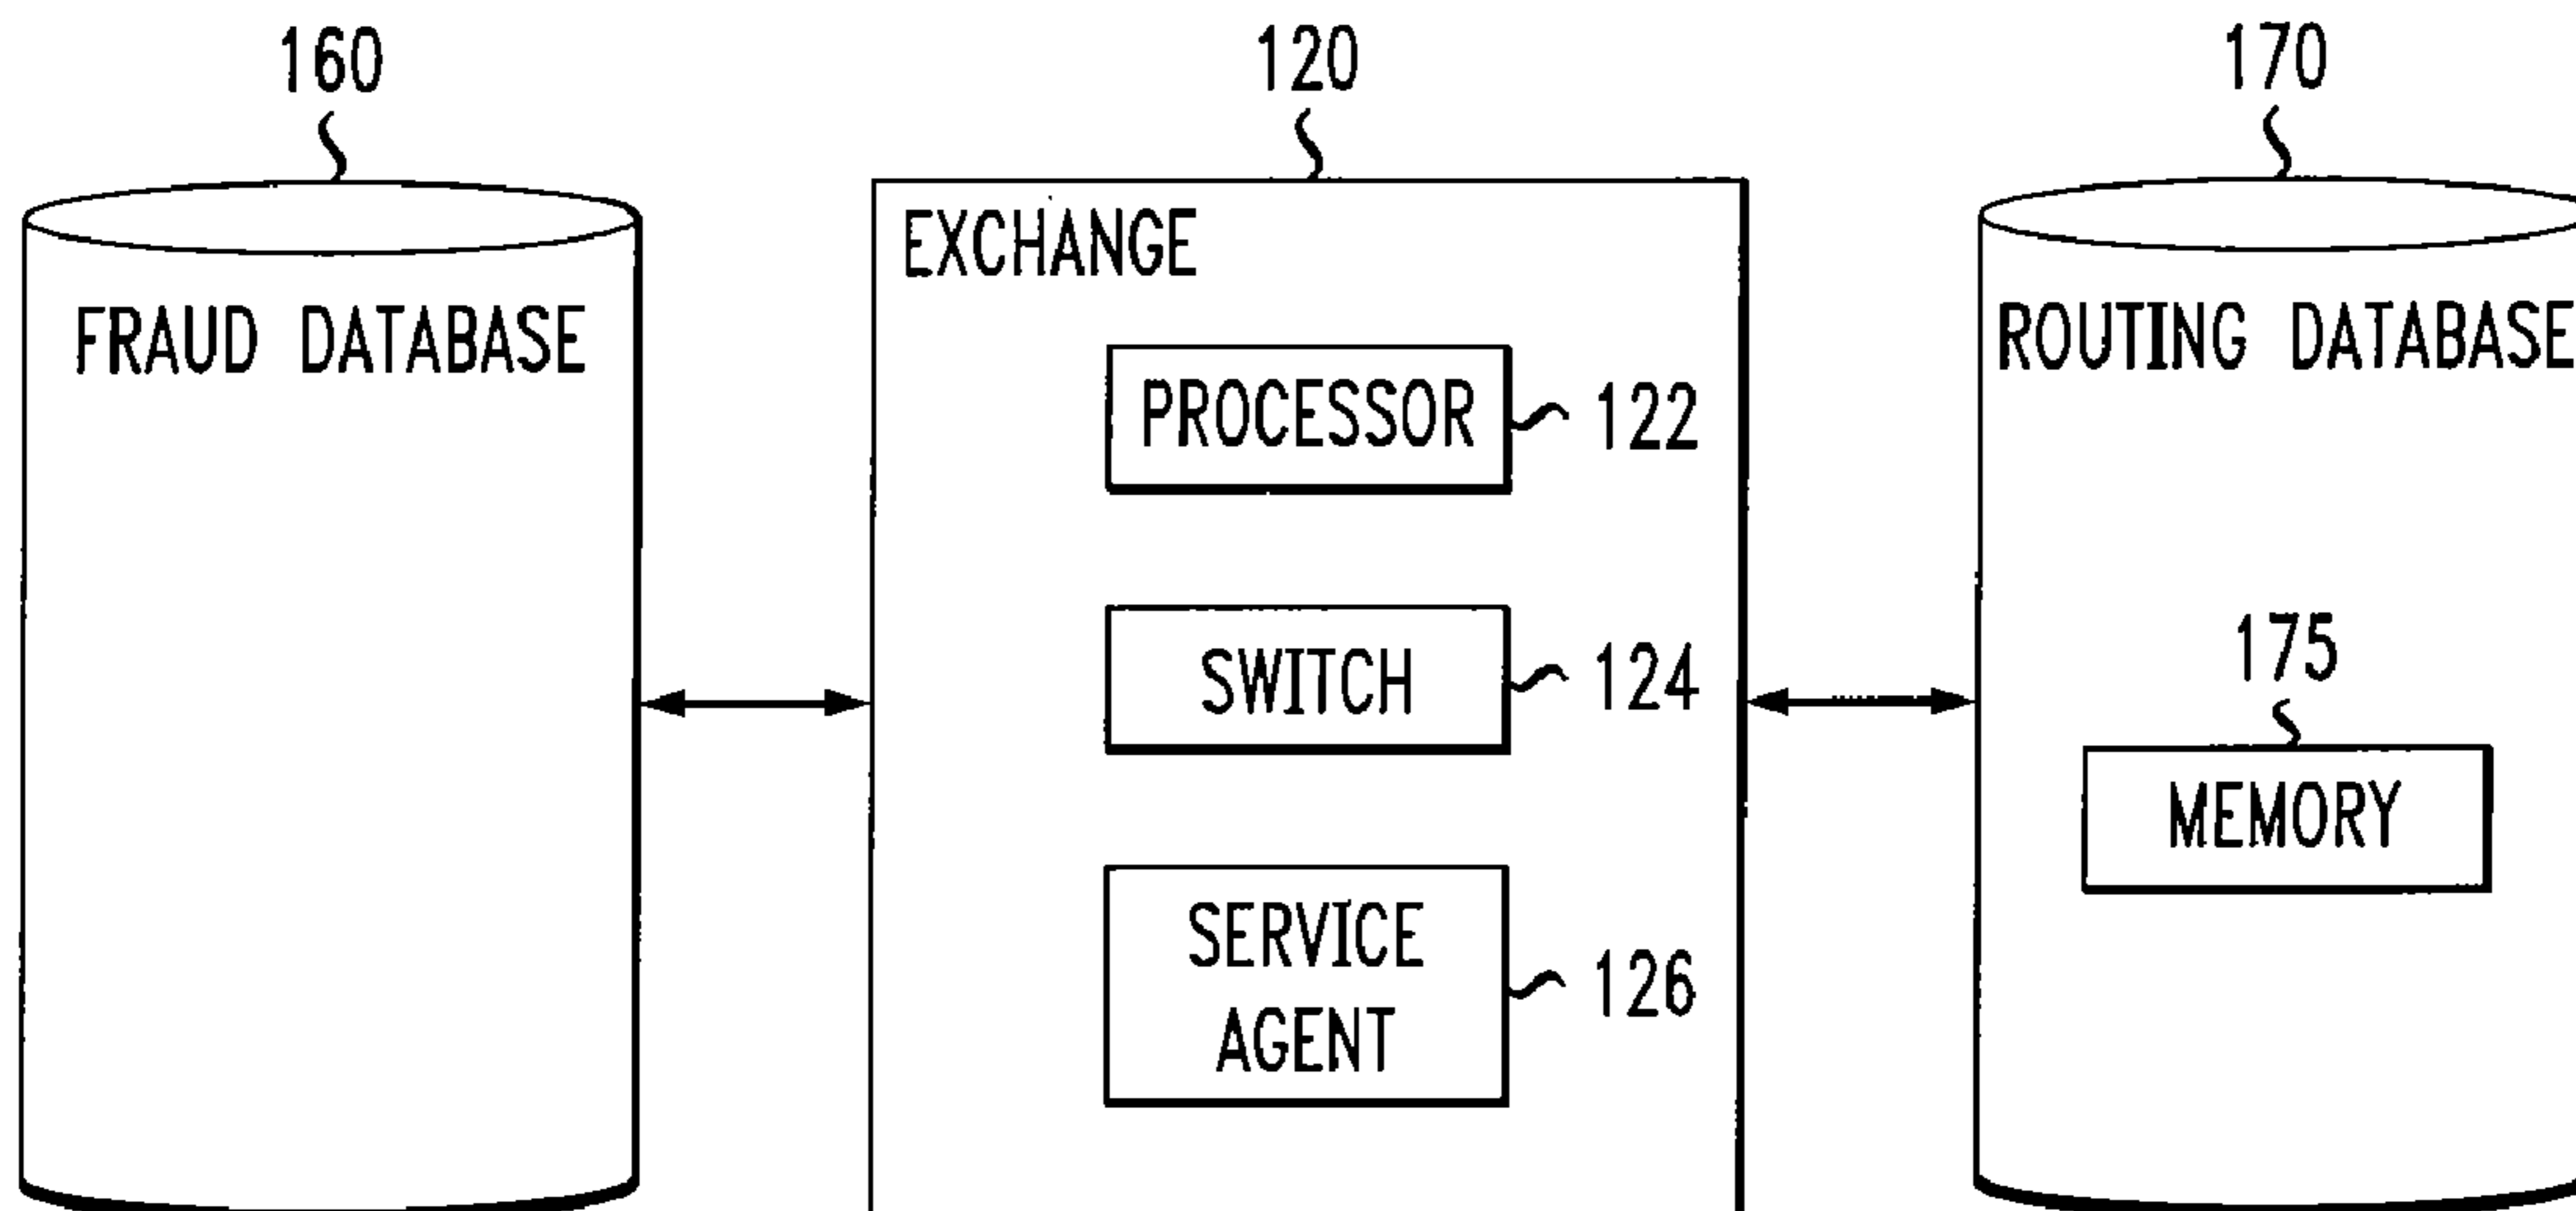 160
120
170
EXCHANGE
FRAUD DATABASE
ROUTING DATABASE
PROCESSOR
122
SWITCH
124
175
MEMORY
SERVICE
AGENT
126